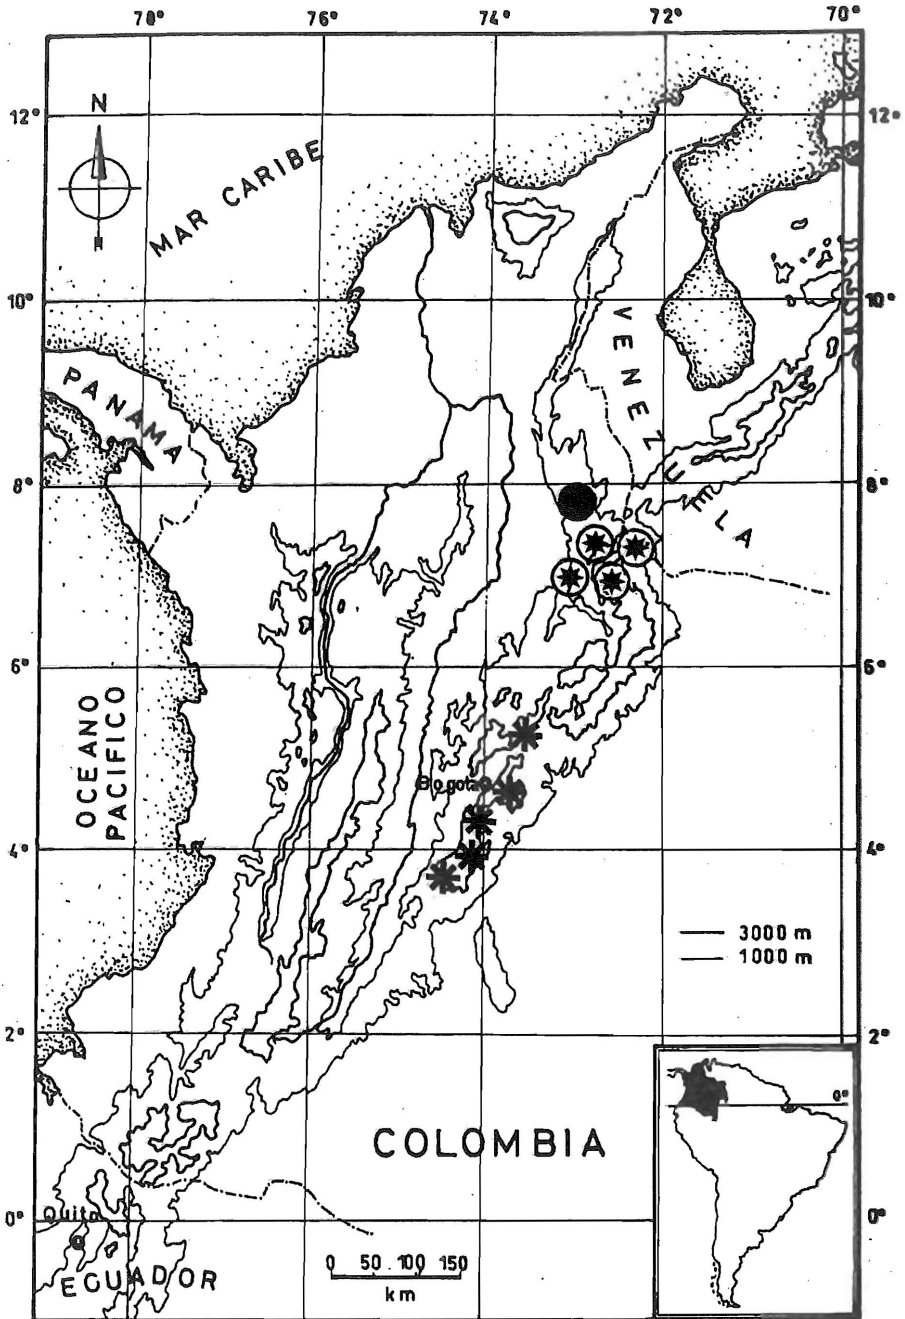 70° 76° 74° 72° 70°
12° 12°
N
MAR CARIBE
10° 10°
VENEZUELA
PANAMA
8° 8°
6° 6°
OCEANO
PACIFICO
Bogota
4° 4°
3000 m
1000 m
2° 2°
0°
COLOMBIA
Quito
0° 0°
ECUADOR
0 50 100 150
km